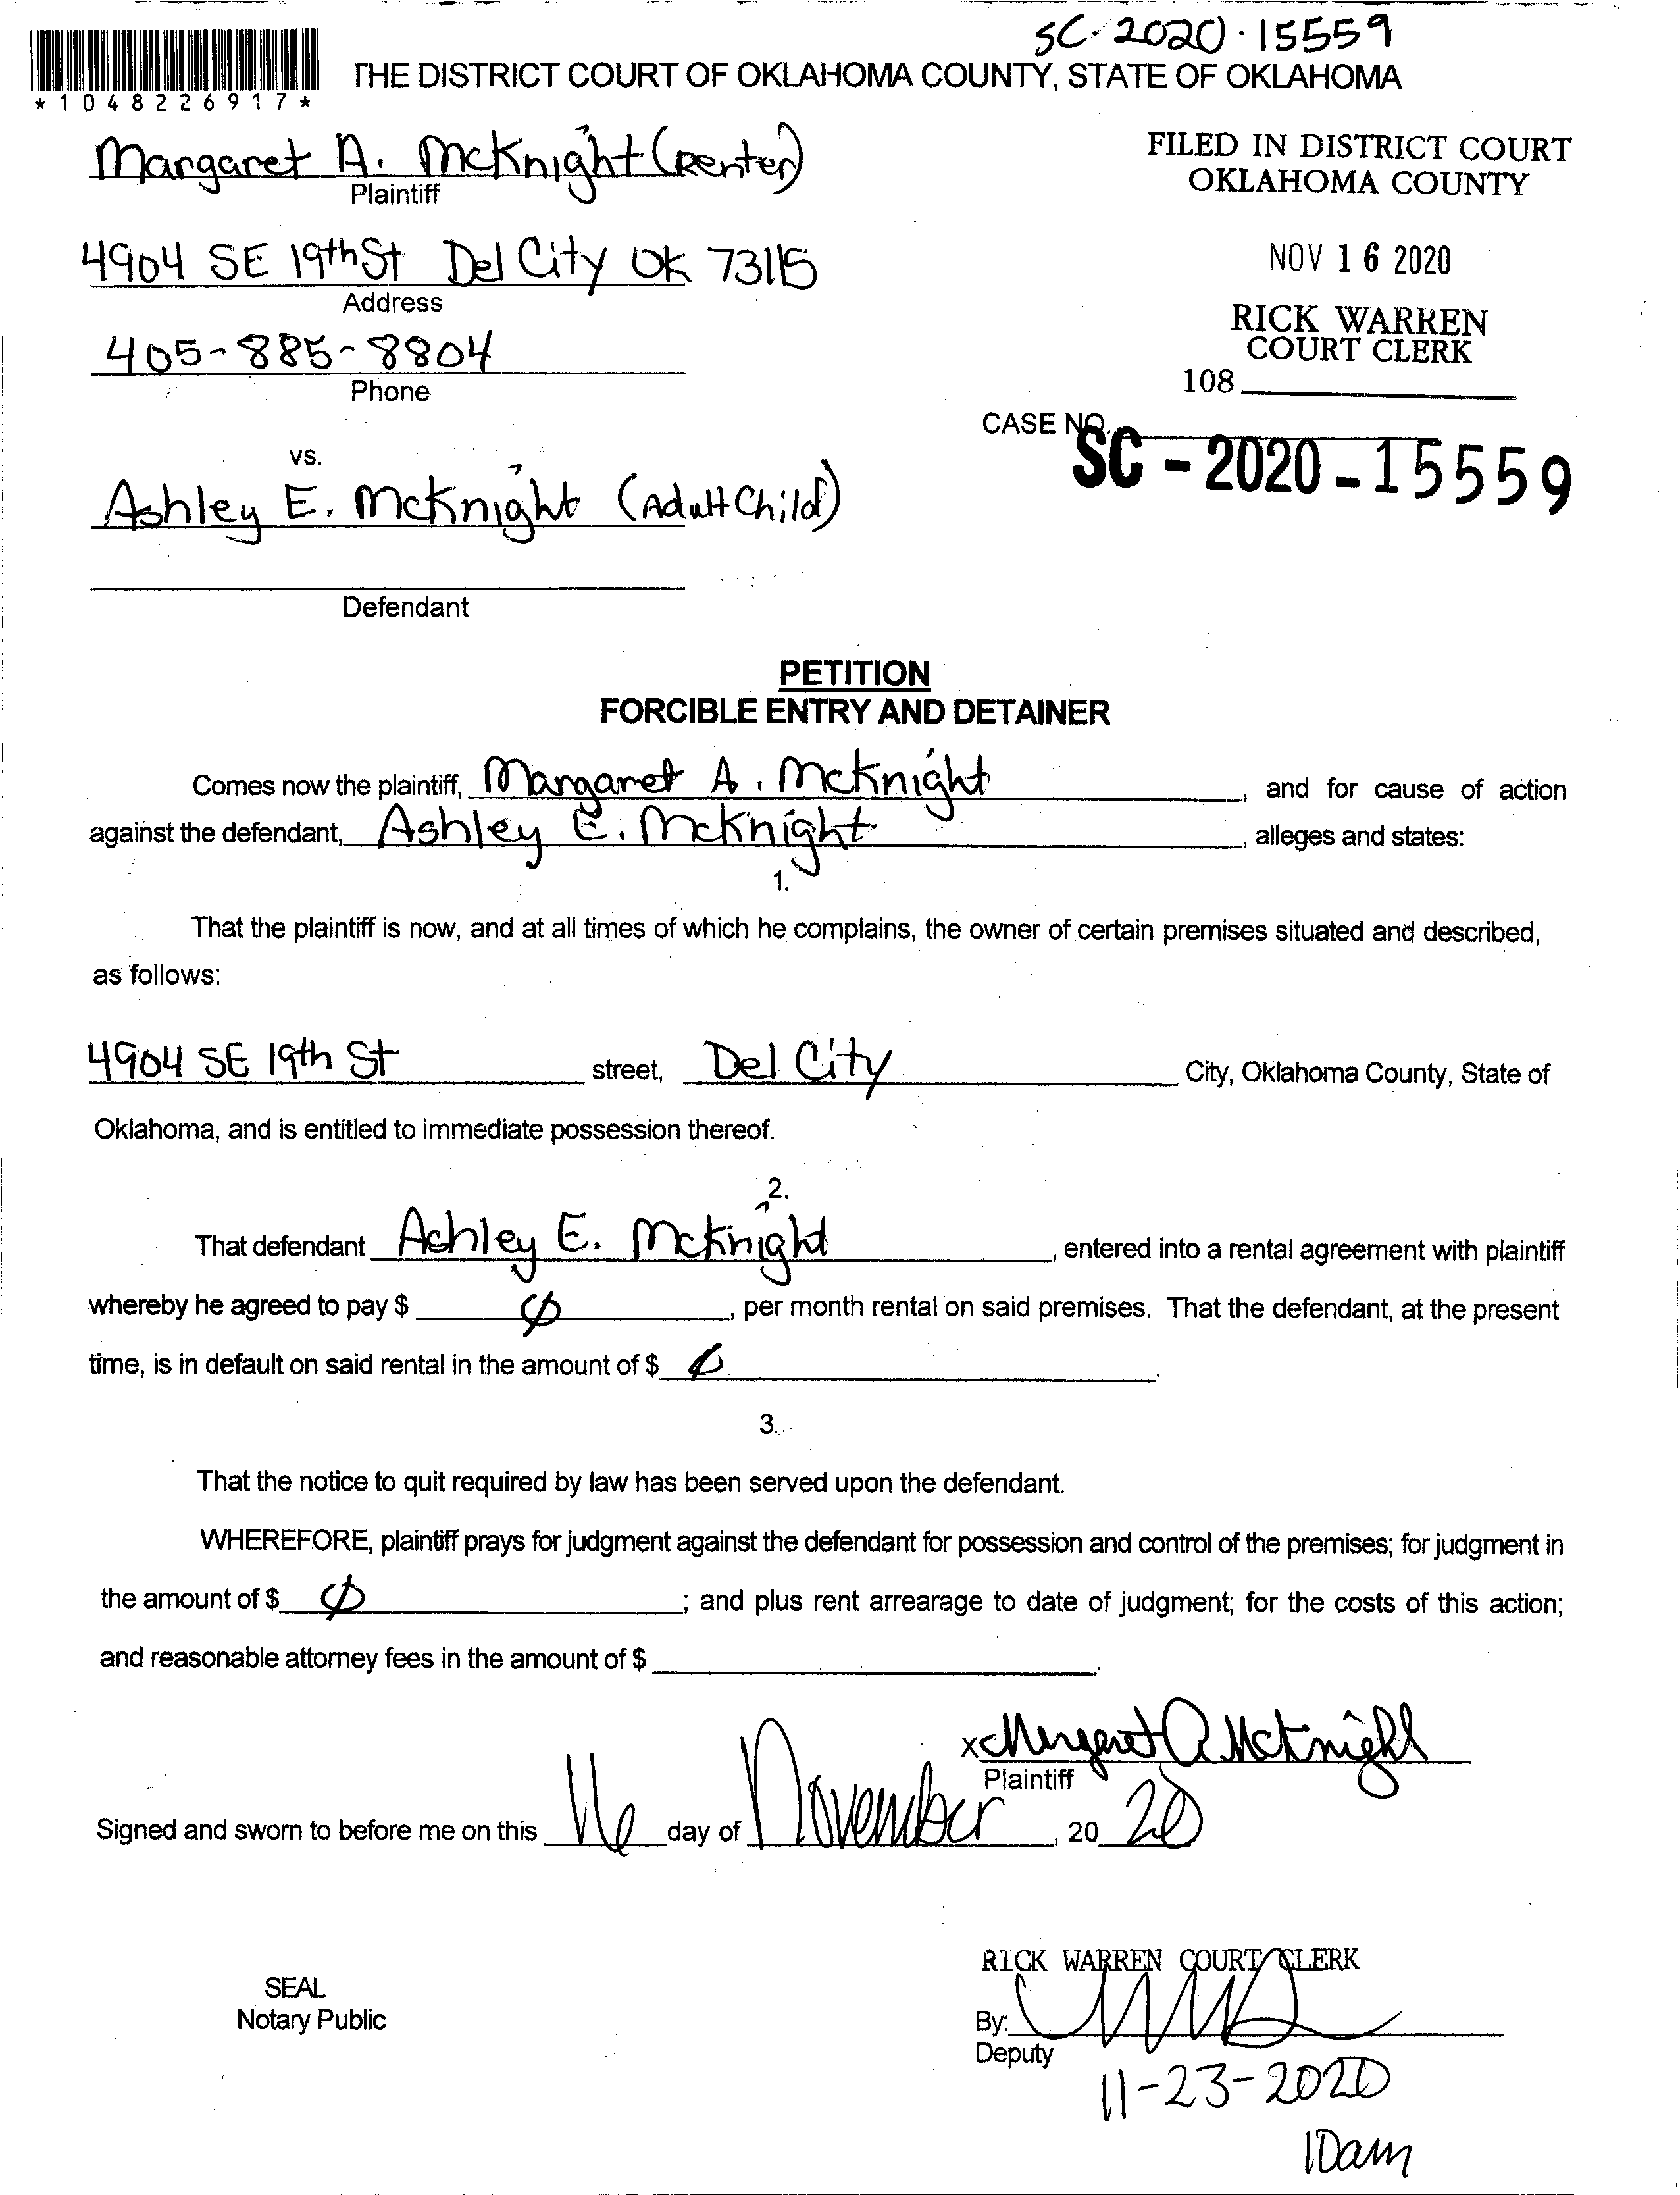 SC-2020-15559
*1048226917*
THE DISTRICT COURT OF OKLAHOMA COUNTY, STATE OF OKLAHOMA
Margaret A. McKnight (Renter)
Plaintiff
FILED IN DISTRICT COURT
OKLAHOMA COUNTY
4904 SE 19th St Del City OK 73115
Address
NOV 16 2020
405-885-8804
Phone
RICK WARREN
COURT CLERK
108
CASE NO.
SC-2020-15559
vs.
Ashley E. McKnight (Adult Child)
Defendant
PETITION
FORCIBLE ENTRY AND DETAINER
Comes now the plaintiff, Margaret A. McKnight, and for cause of action
against the defendant, Ashley E. McKnight, alleges and states:
1.
That the plaintiff is now, and at all times of which he complains, the owner of certain premises situated and described,
as follows:
4904 SE 19th St street, Del City City, Oklahoma County, State of
Oklahoma, and is entitled to immediate possession thereof.
2.
That defendant Ashley E. McKnight, entered into a rental agreement with plaintiff
whereby he agreed to pay $ ϕ, per month rental on said premises. That the defendant, at the present
time, is in default on said rental in the amount of $ ϕ.
3.
That the notice to quit required by law has been served upon the defendant.
WHEREFORE, plaintiff prays for judgment against the defendant for possession and control of the premises; for judgment in
the amount of $ ϕ; and plus rent arrearage to date of judgment; for the costs of this action;
and reasonable attorney fees in the amount of $
x Margaret A McKnight
Plaintiff
Signed and sworn to before me on this 16 day of November, 20 20
SEAL
Notary Public
RICK WARREN COURT CLERK
By:
Deputy
11-23-2020
10am